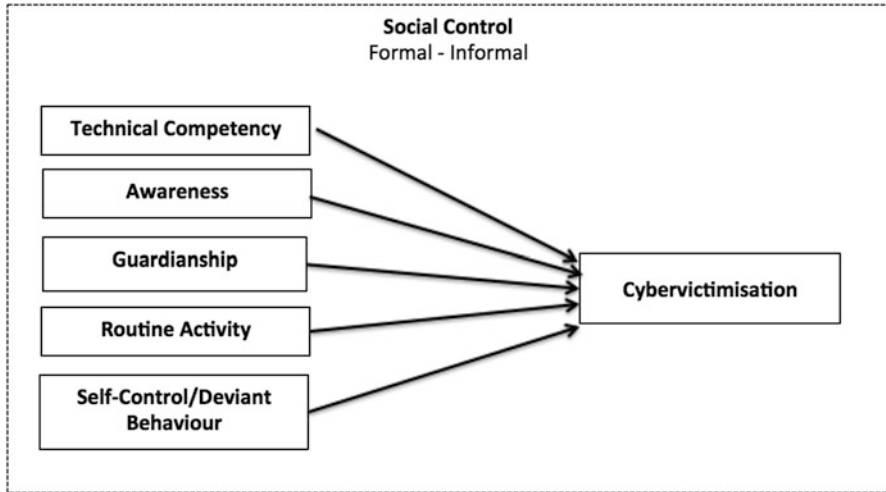 Social Control
Formal - Informal
Technical Competency
Awareness
Guardianship
Cybervictimisation
Routine Activity
Self-Control/Deviant
Behaviour